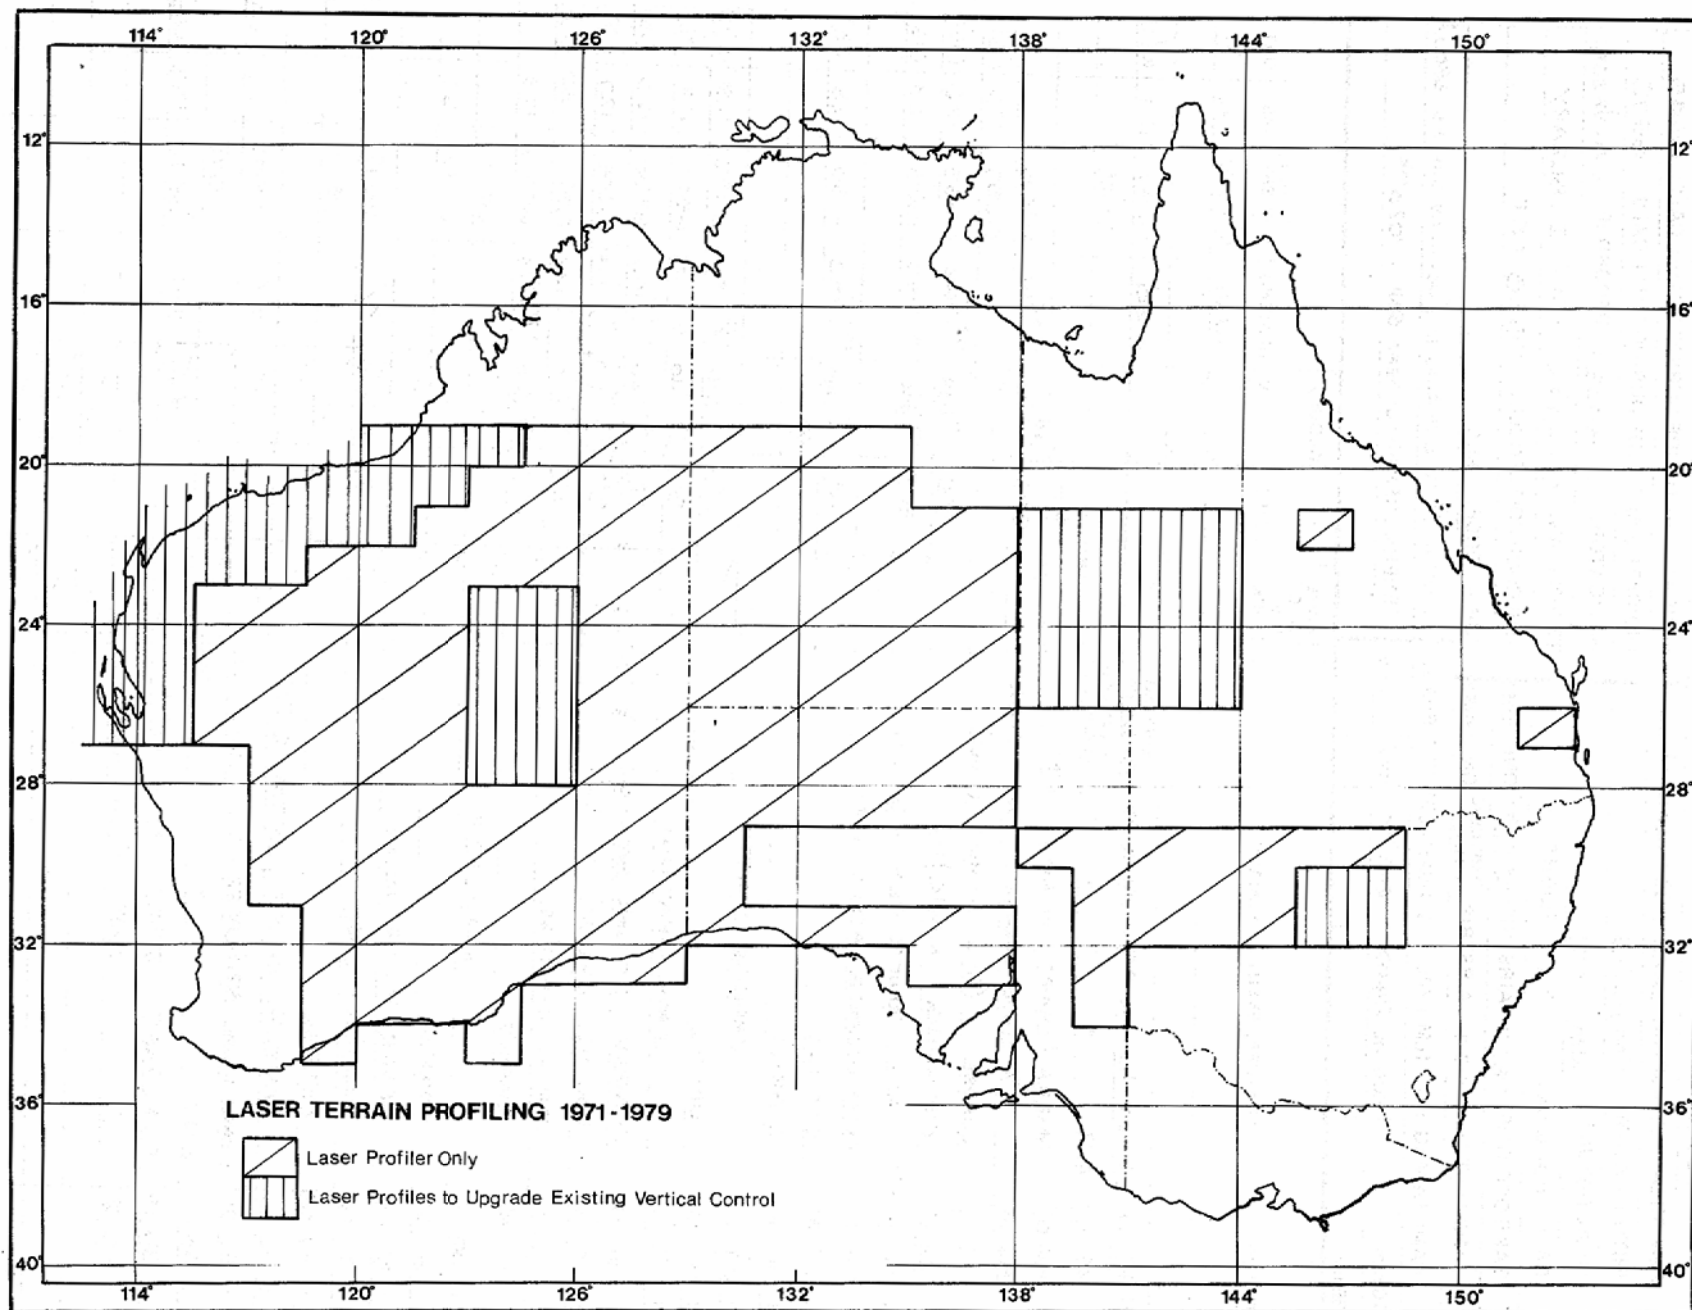 114° 120° 126° 132° 138° 144° 150°
12° 12°
16° 16°
20° 20°
24° 24°
28° 28°
32° 32°
36° 36°
LASER TERRAIN PROFILING 1971-1979
Laser Profiler Only
Laser Profiles to Upgrade Existing Vertical Control
40° 40°
114° 120° 126° 132° 138° 144° 150°